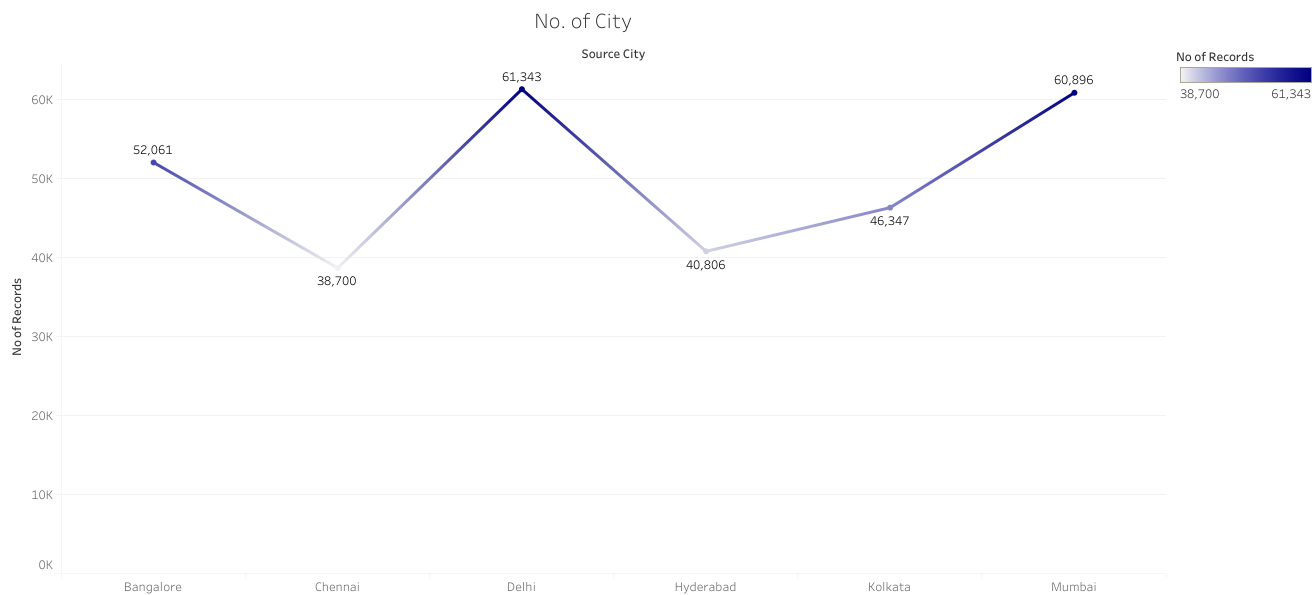 No. of City
Source City
No of Records
38,700 61,343
61,343
60,896
60K
52,061
50K
46,347
40K
40,806
38,700
No of Records
30K
20K
10K
0K
Bangalore Chennai Delhi Hyderabad Kolkata Mumbai